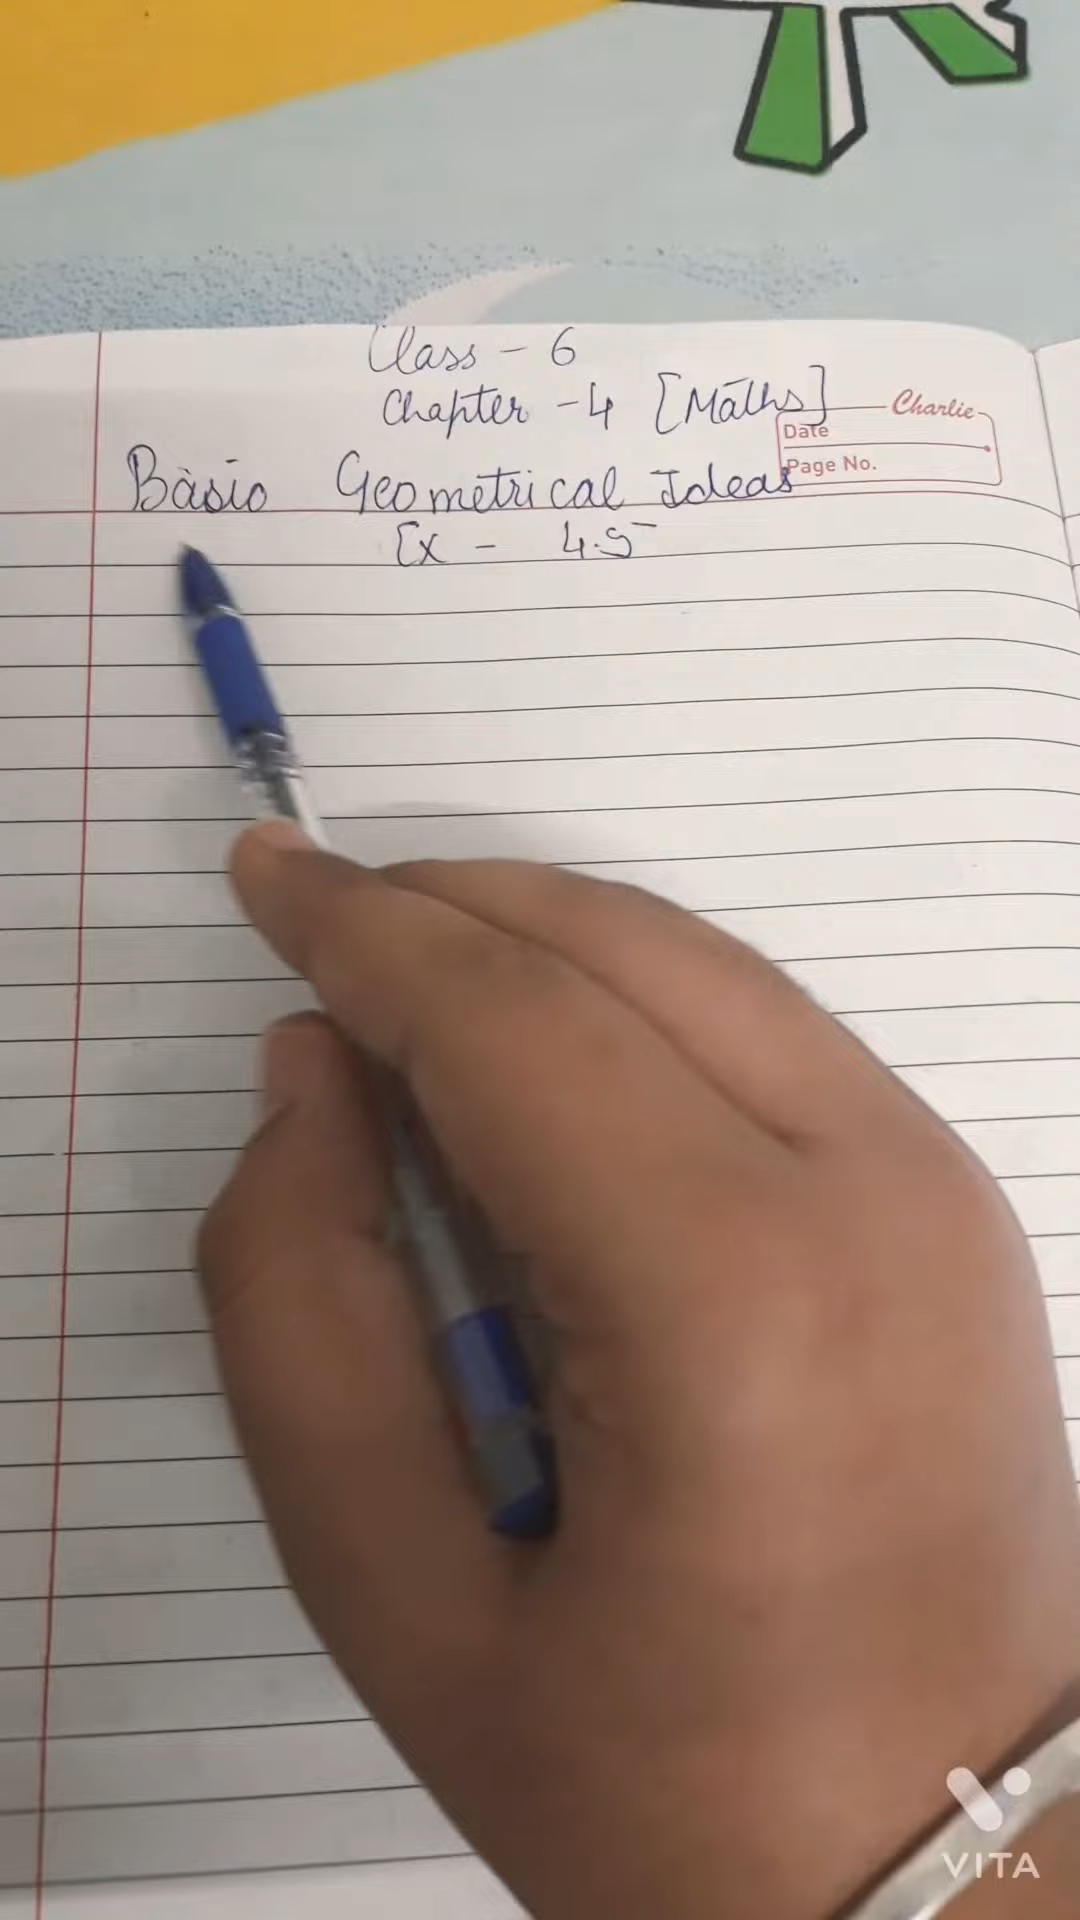 Class - 6
Chapter - 4 [Maths]
Charlie
Date
Page No.
Basic Geometrical Ideas
Ex - 4.5
VITA